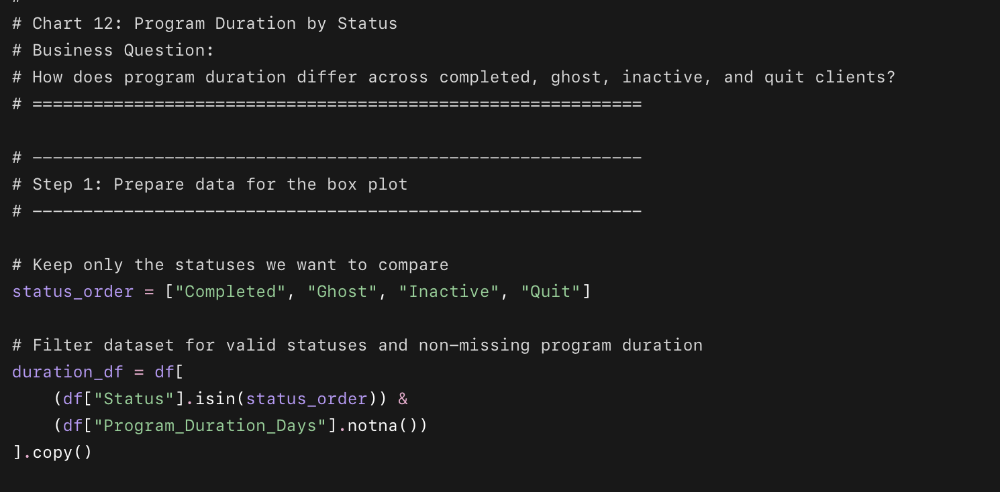 #
# Chart 12: Program Duration by Status
# Business Question:
# How does program duration differ across completed, ghost, inactive, and quit clients?
# ============================================================

# ------------------------------------------------------------
# Step 1: Prepare data for the box plot
# ------------------------------------------------------------

# Keep only the statuses we want to compare
status_order = ["Completed", "Ghost", "Inactive", "Quit"]

# Filter dataset for valid statuses and non-missing program duration
duration_df = df[
    (df["Status"].isin(status_order)) &
    (df["Program_Duration_Days"].notna())
].copy()